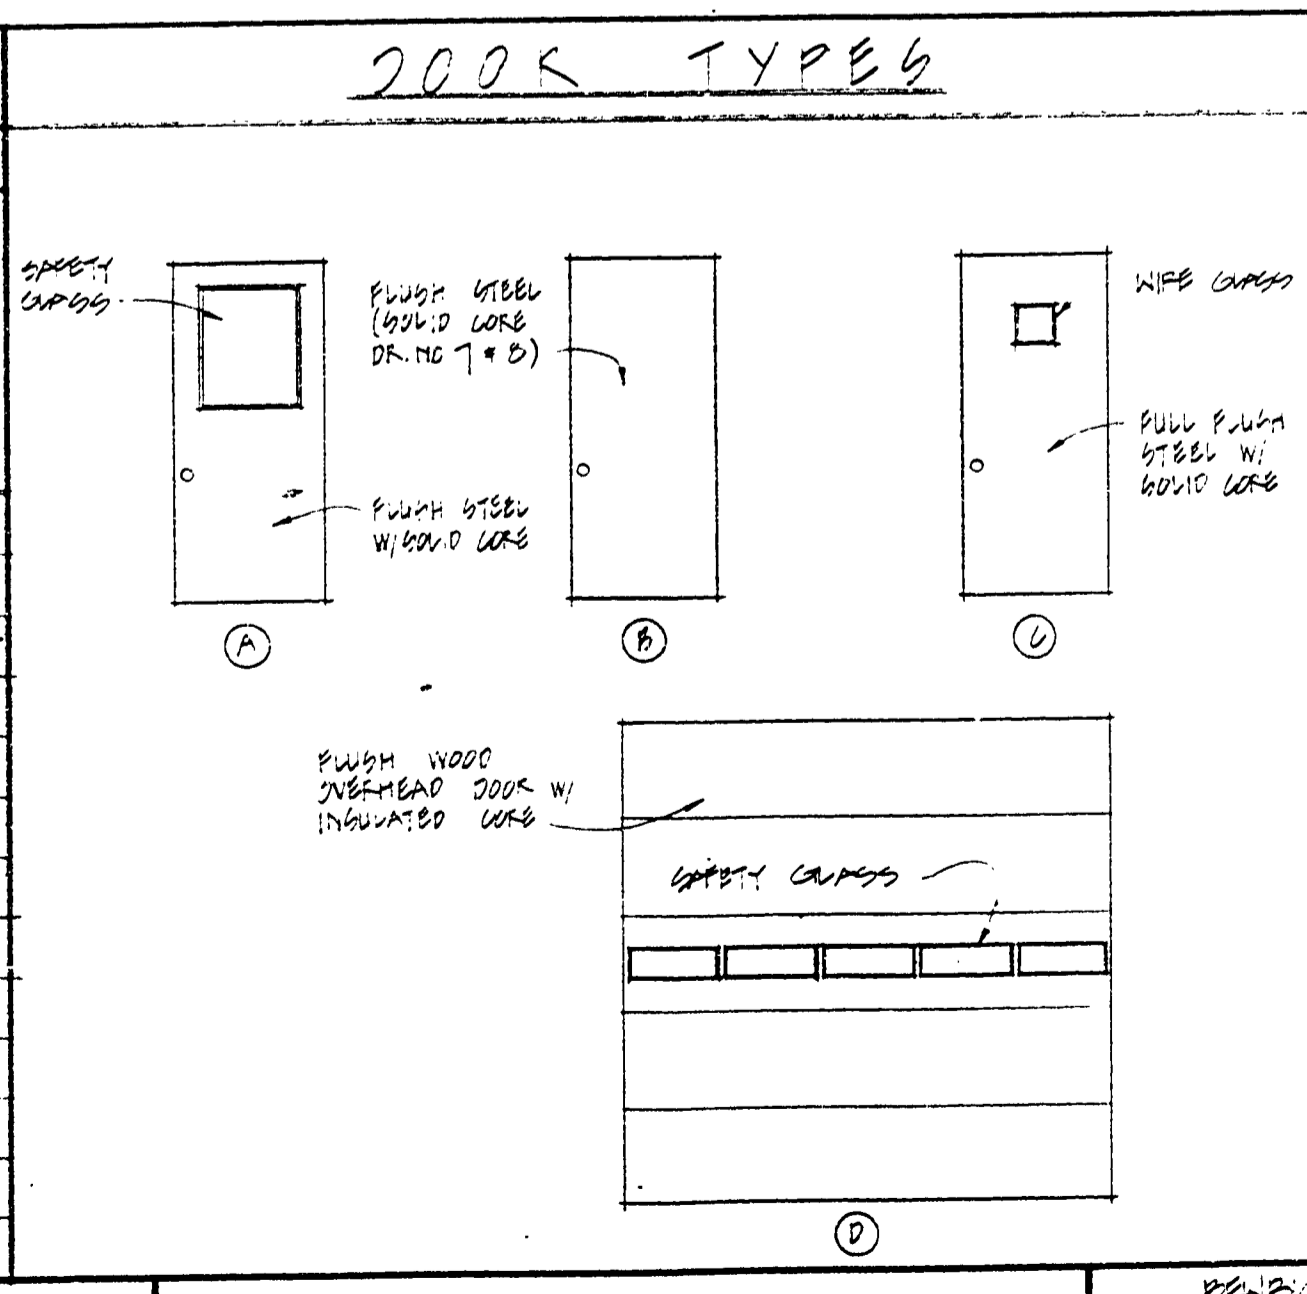 DOOR TYPES
SAFETY
GLASS
FLUSH STEEL
(SOLID CORE
DR. NO 7 & 8)
WIRE GLASS
FULL FLUSH
STEEL W/
SOLID CORE
FLUSH STEEL
W/ SOLID CORE
A
B
C
FLUSH WOOD
OVERHEAD DOOR W/
INSULATED CORE
SAFETY GLASS
D